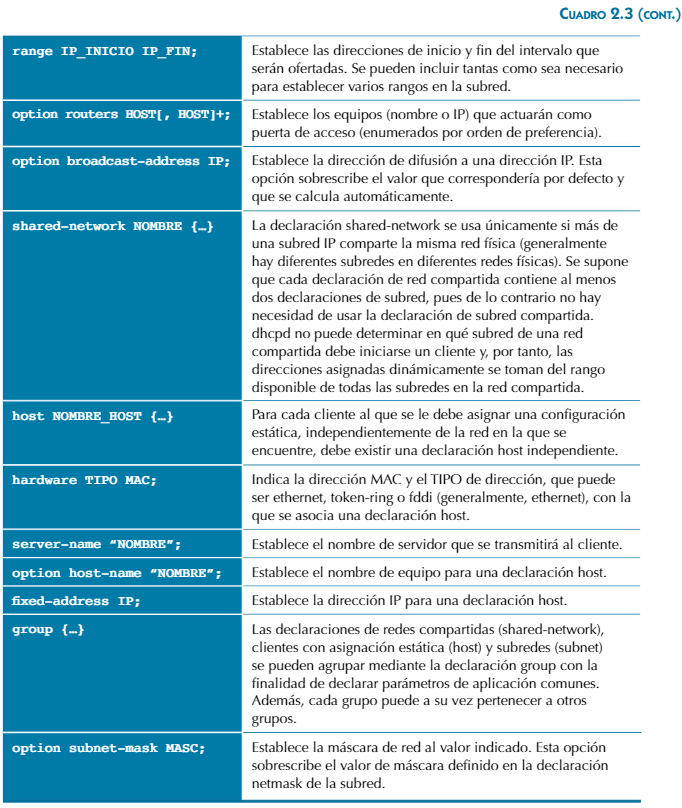 CUADRO 2.3 (CONT.)
range IP_INICIO IP_FIN;
Establece las direcciones de inicio y fin del intervalo que
serán ofertadas. Se pueden incluir tantas como sea necesario
para establecer varios rangos en la subred.
option routers HOST[, HOST]+;
Establece los equipos (nombre o IP) que actuarán como
puerta de acceso (enumerados por orden de preferencia).
option broadcast-address IP;
Establece la dirección de difusión a una dirección IP. Esta
opción sobrescribe el valor que correspondería por defecto y
que se calcula automáticamente.
shared-network NOMBRE {…}
La declaración shared-network se usa únicamente si más de
una subred IP comparte la misma red física (generalmente
hay diferentes subredes en diferentes redes físicas). Se supone
que cada declaración de red compartida contiene al menos
dos declaraciones de subred, pues de lo contrario no hay
necesidad de usar la declaración de subred compartida.
dhcpd no puede determinar en qué subred de una red
compartida debe iniciarse un cliente y, por tanto, las
direcciones asignadas dinámicamente se toman del rango
disponible de todas las subredes en la red compartida.
host NOMBRE_HOST {…}
Para cada cliente al que se le debe asignar una configuración
estática, independientemente de la red en la que se
encuentre, debe existir una declaración host independiente.
hardware TIPO MAC;
Indica la dirección MAC y el TIPO de dirección, que puede
ser ethernet, token-ring o fddi (generalmente, ethernet), con la
que se asocia una declaración host.
server-name “NOMBRE”;
Establece el nombre de servidor que se transmitirá al cliente.
option host-name “NOMBRE”;
Establece el nombre de equipo para una declaración host.
fixed-address IP;
Establece la dirección IP para una declaración host.
group {…}
Las declaraciones de redes compartidas (shared-network),
clientes con asignación estática (host) y subredes (subnet)
se pueden agrupar mediante la declaración group con la
finalidad de declarar parámetros de aplicación comunes.
Además, cada grupo puede a su vez pertenecer a otros
grupos.
option subnet-mask MASC;
Establece la máscara de red al valor indicado. Esta opción
sobrescribe el valor de máscara definido en la declaración
netmask de la subred.